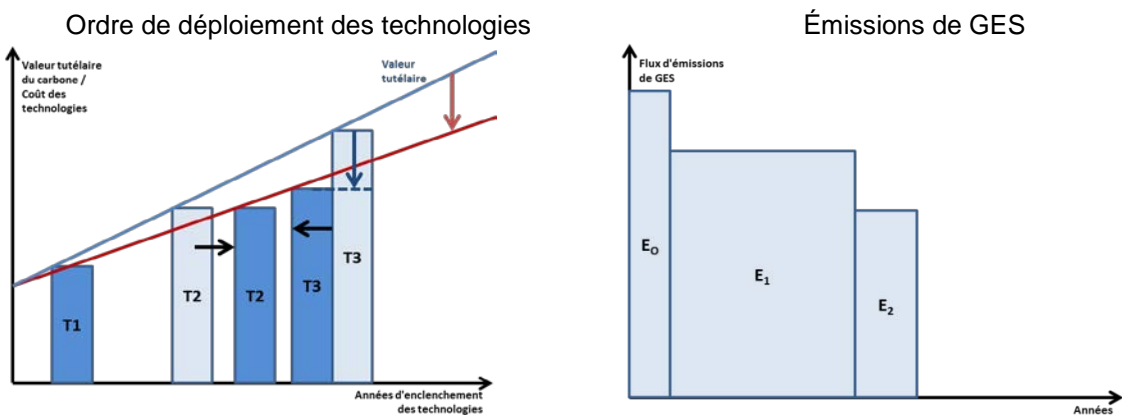 Ordre de déploiement des technologies
Valeur tutélaire
du carbone /
Coût des
technologies
Valeur
tutélaire
T1
T2
T2
T3
T3
Années d'enclenchement
des technologies
Émissions de GES
Flux d'émissions
de GES
E0
E1
E2
Années